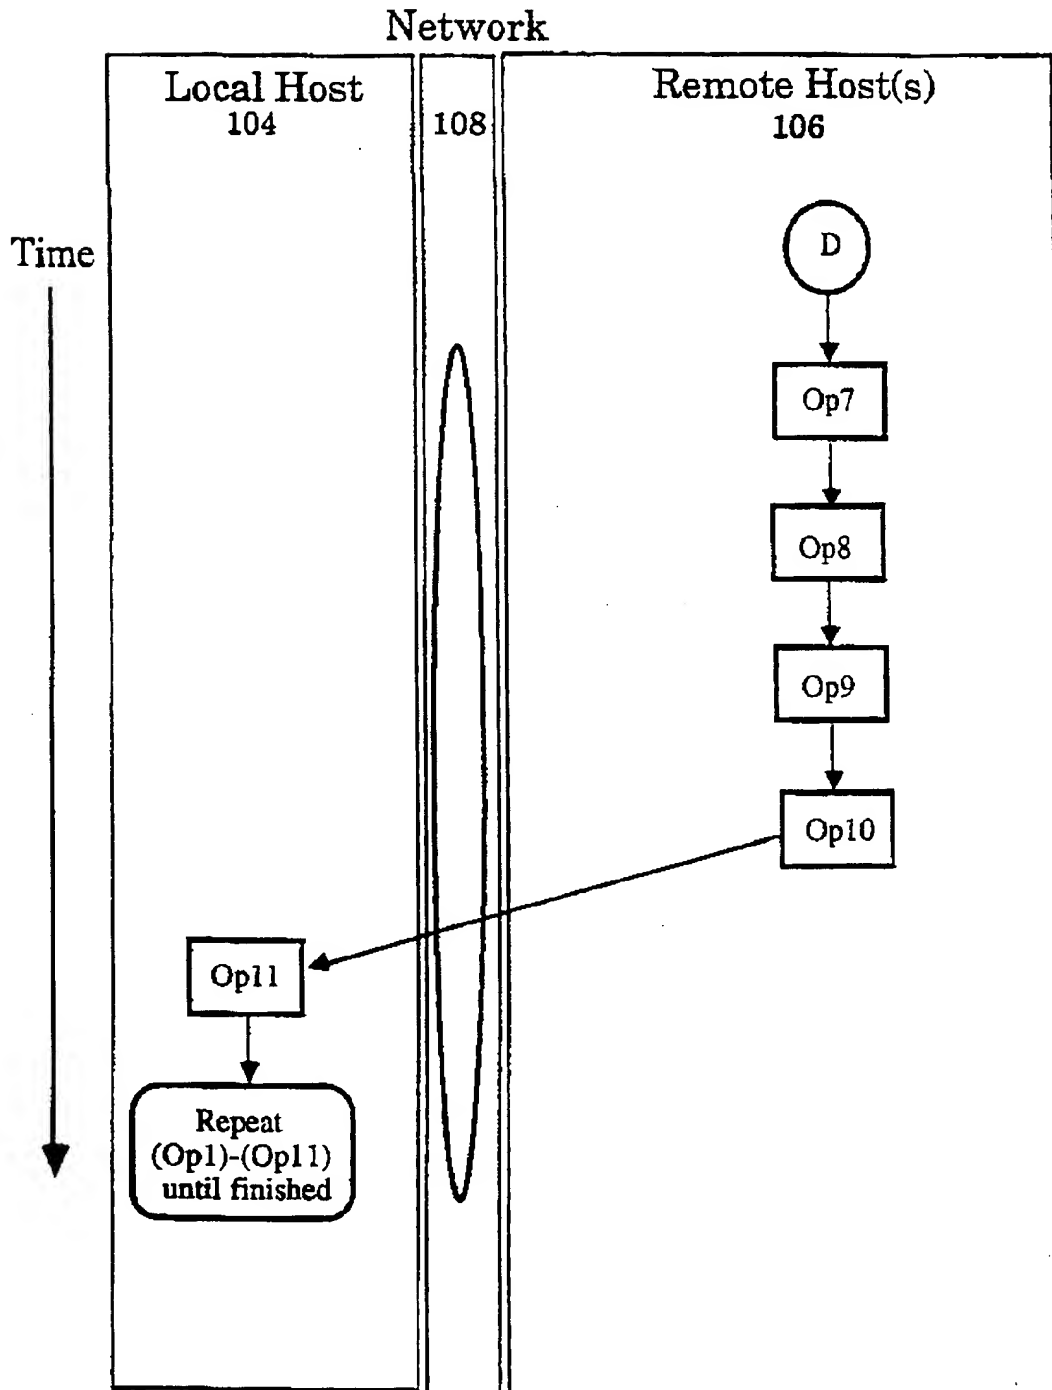 Network
Local Host
104
108
Remote Host(s)
106
Time
D
Op7
Op8
Op9
Op10
Op11
Repeat
(Op1)-(Op11)
until finished